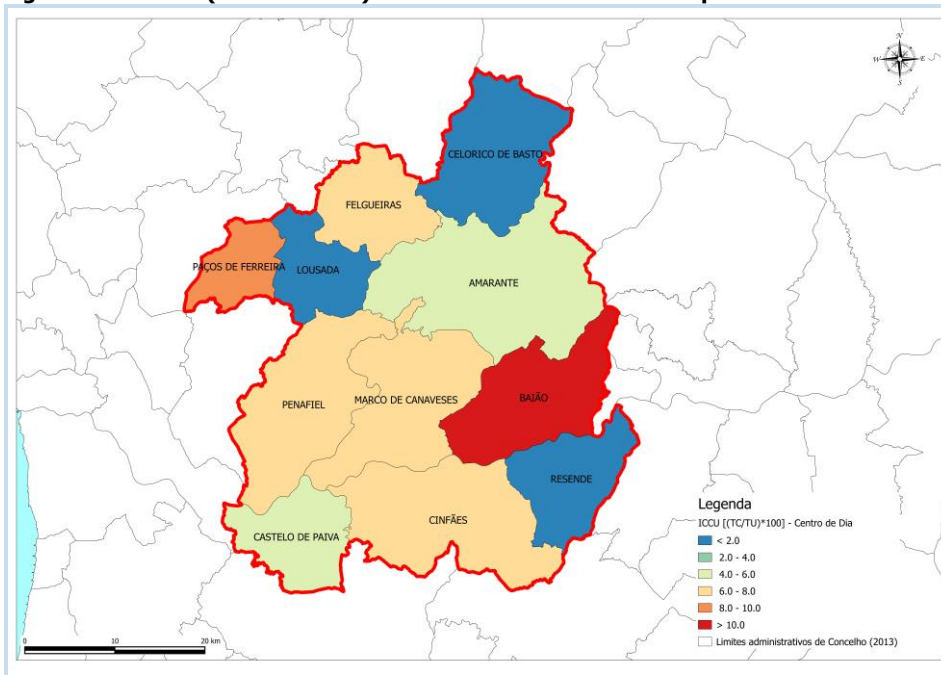 N
W E
S
CELORICO DE BASTO
FELGUEIRAS
PAÇOS DE FERREIRA
LOUSADA
AMARANTE
PENAFIEL
MARCO DE CANAVESES
BAIÃO
RESENDE
CINFÃES
CASTELO DE PAIVA
Legenda
ICCU [(TC/TU)*100] - Centro de Dia
< 2.0
2.0 - 4.0
4.0 - 6.0
6.0 - 8.0
8.0 - 10.0
> 10.0
Limites administrativos de Concelho (2013)
0 10 20 km